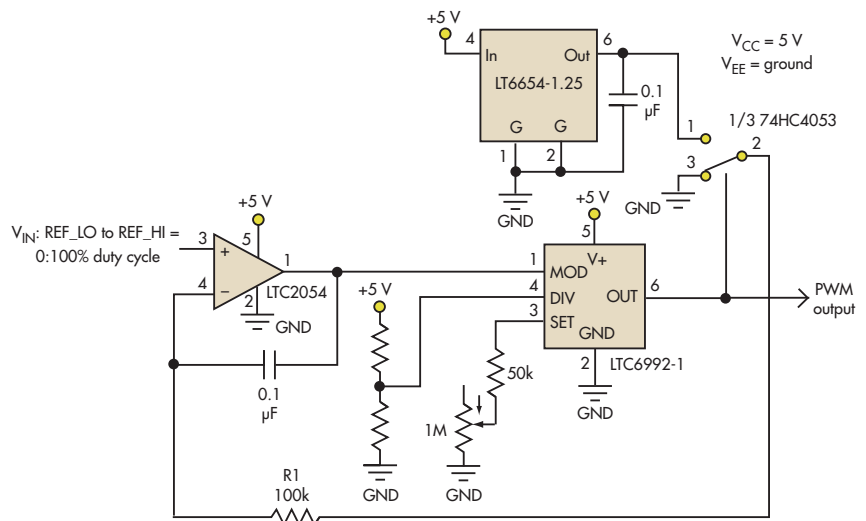 +5 V
4
In
Out
6
LT6654-1.25
G
G
1
2
GND
0.1
µF
V_CC = 5 V
V_EE = ground
1/3 74HC4053
1
2
3
GND
V_IN: REF_LO to REF_HI =
0:100% duty cycle
+5 V
3
+
5
1
4
–
2
LTC2054
GND
0.1
µF
+5 V
GND
+5 V
5
V+
1
MOD
4
DIV
OUT
6
3
SET
GND
2
LTC6992-1
GND
PWM
output
50k
1M
GND
R1
100k